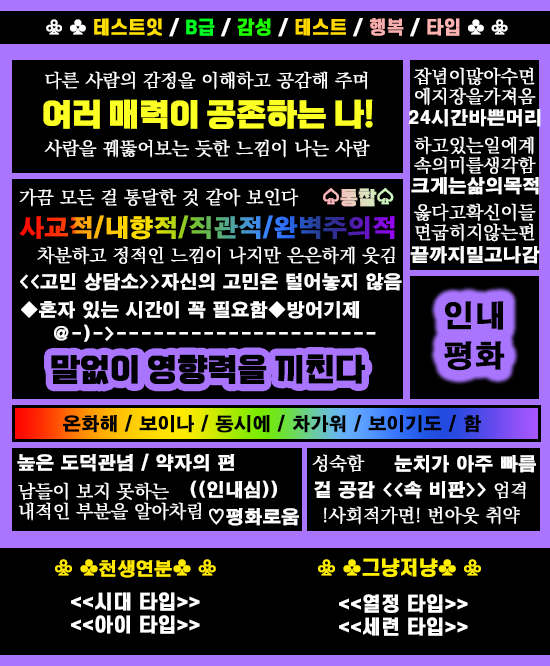 ♧ ♣ 테스트잇 / B급 / 감성 / 테스트 / 행복 / 타입 ♣ ♧
다른 사람의 감정을 이해하고 공감해 주며
여러 매력이 공존하는 나!
사람을 꿰뚫어보는 듯한 느낌이 나는 사람
잡념이많아수면
에지장을가져옴
24시간바쁜머리
하고있는일에계
속의미를생각함
크게는삶의목적
옳다고확신이들
면굽히지않는편
끝까지밀고나감
가끔 모든 걸 통달한 것 같아 보인다 ♤통찰♤
사교적/내향적/직관적/완벽주의적
차분하고 정적인 느낌이 나지만 은은하게 웃김
<<고민 상담소>>자신의 고민은 털어놓지 않음
◆혼자 있는 시간이 꼭 필요함◆방어기제
@-)->----------------------
말없이 영향력을 끼친다
인내
평화
온화해 / 보이나 / 동시에 / 차가워 / 보이기도 / 함
높은 도덕관념 / 약자의 편
남들이 보지 못하는 ((인내심))
내적인 부분을 알아차림 ♡평화로움
성숙함 눈치가 아주 빠름
겉 공감 <<속 비판>> 엄격
!사회적가면! 번아웃 취약
♧ ♣천생연분♣ ♧
<<시대 타입>>
<<아이 타입>>
♧ ♣그냥저냥♣ ♧
<<열정 타입>>
<<세련 타입>>